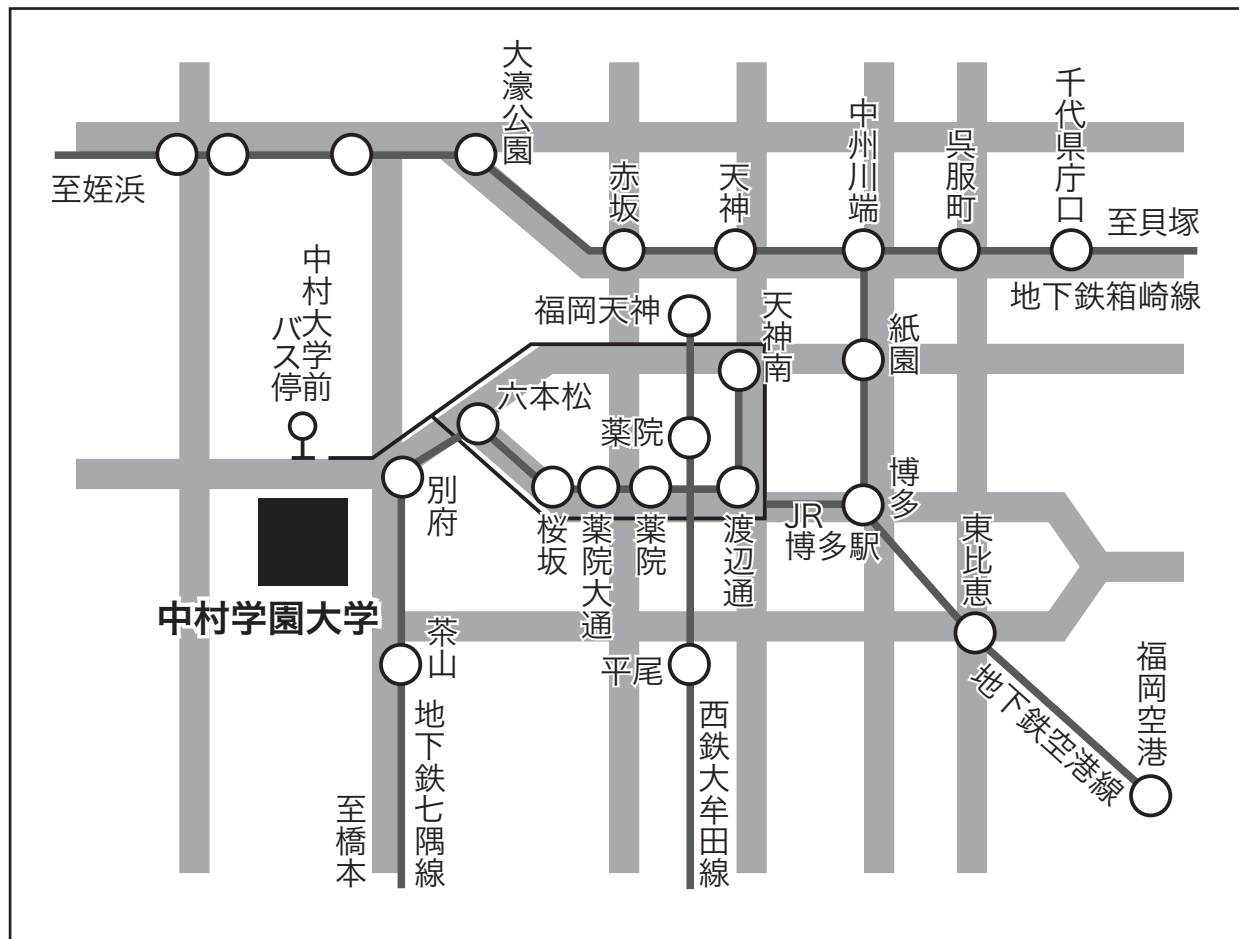 大濠公園
赤坂
天神
中州川端
呉服町
千代県庁口
至姪浜
至貝塚
地下鉄箱崎線
中村大学前
バス停
福岡天神
天神南
紙園
六本松
薬院
別府
桜坂
薬院大通
薬院
渡辺通
JR
博多駅
博多
東比恵
中村学園大学
茶山
平尾
福岡空港
地下鉄空港線
地下鉄七隈線
至橋本
西鉄大牟田線